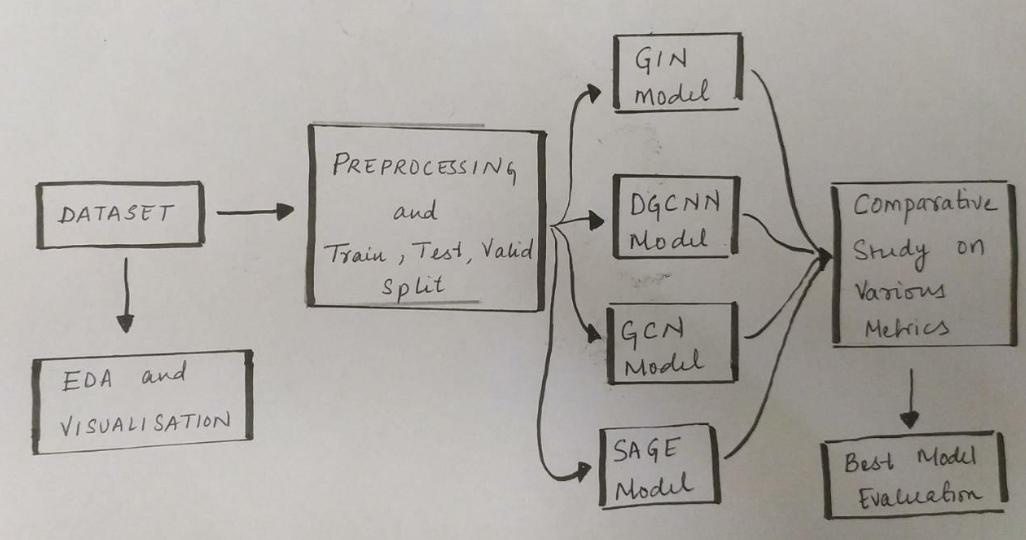 DATASET
EDA and
VISUALISATION
PREPROCESSING
and
Train, Test, Valid
Split
GIN
Model
DGCNN
Model
GCN
Model
SAGE
Model
Comparative
Study on
Various
Metrics
Best Model
Evaluation